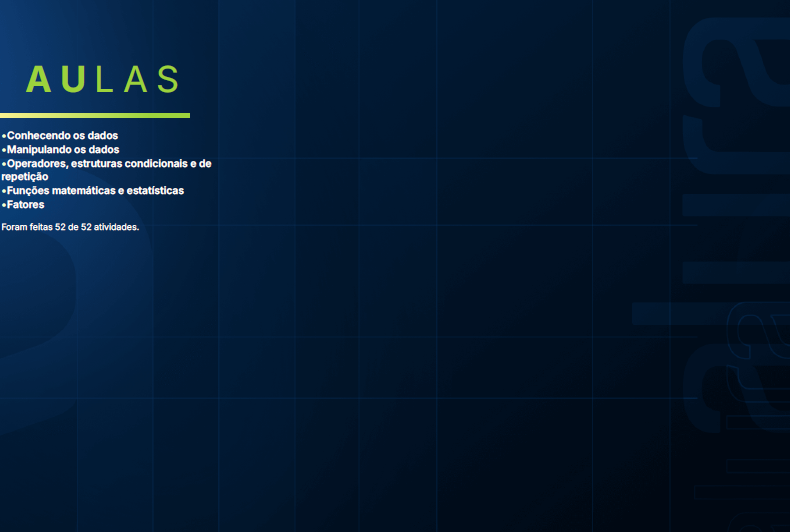 AULAS
•Conhecendo os dados
•Manipulando os dados
•Operadores, estruturas condicionais e de
repetição
•Funções matemáticas e estatísticas
•Fatores
Foram feitas 52 de 52 atividades.